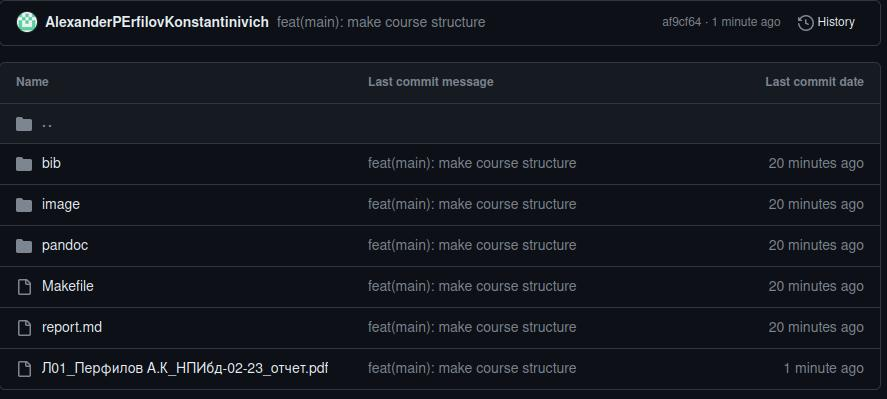 AlexanderPErfilovKonstantinivich feat(main): make course structure af9cf64 · 1 minute ago History
Name Last commit message Last commit date
..
bib feat(main): make course structure 20 minutes ago
image feat(main): make course structure 20 minutes ago
pandoc feat(main): make course structure 20 minutes ago
Makefile feat(main): make course structure 20 minutes ago
report.md feat(main): make course structure 20 minutes ago
Л01_Перфилов А.К_НПИбд-02-23_отчет.pdf feat(main): make course structure 1 minute ago